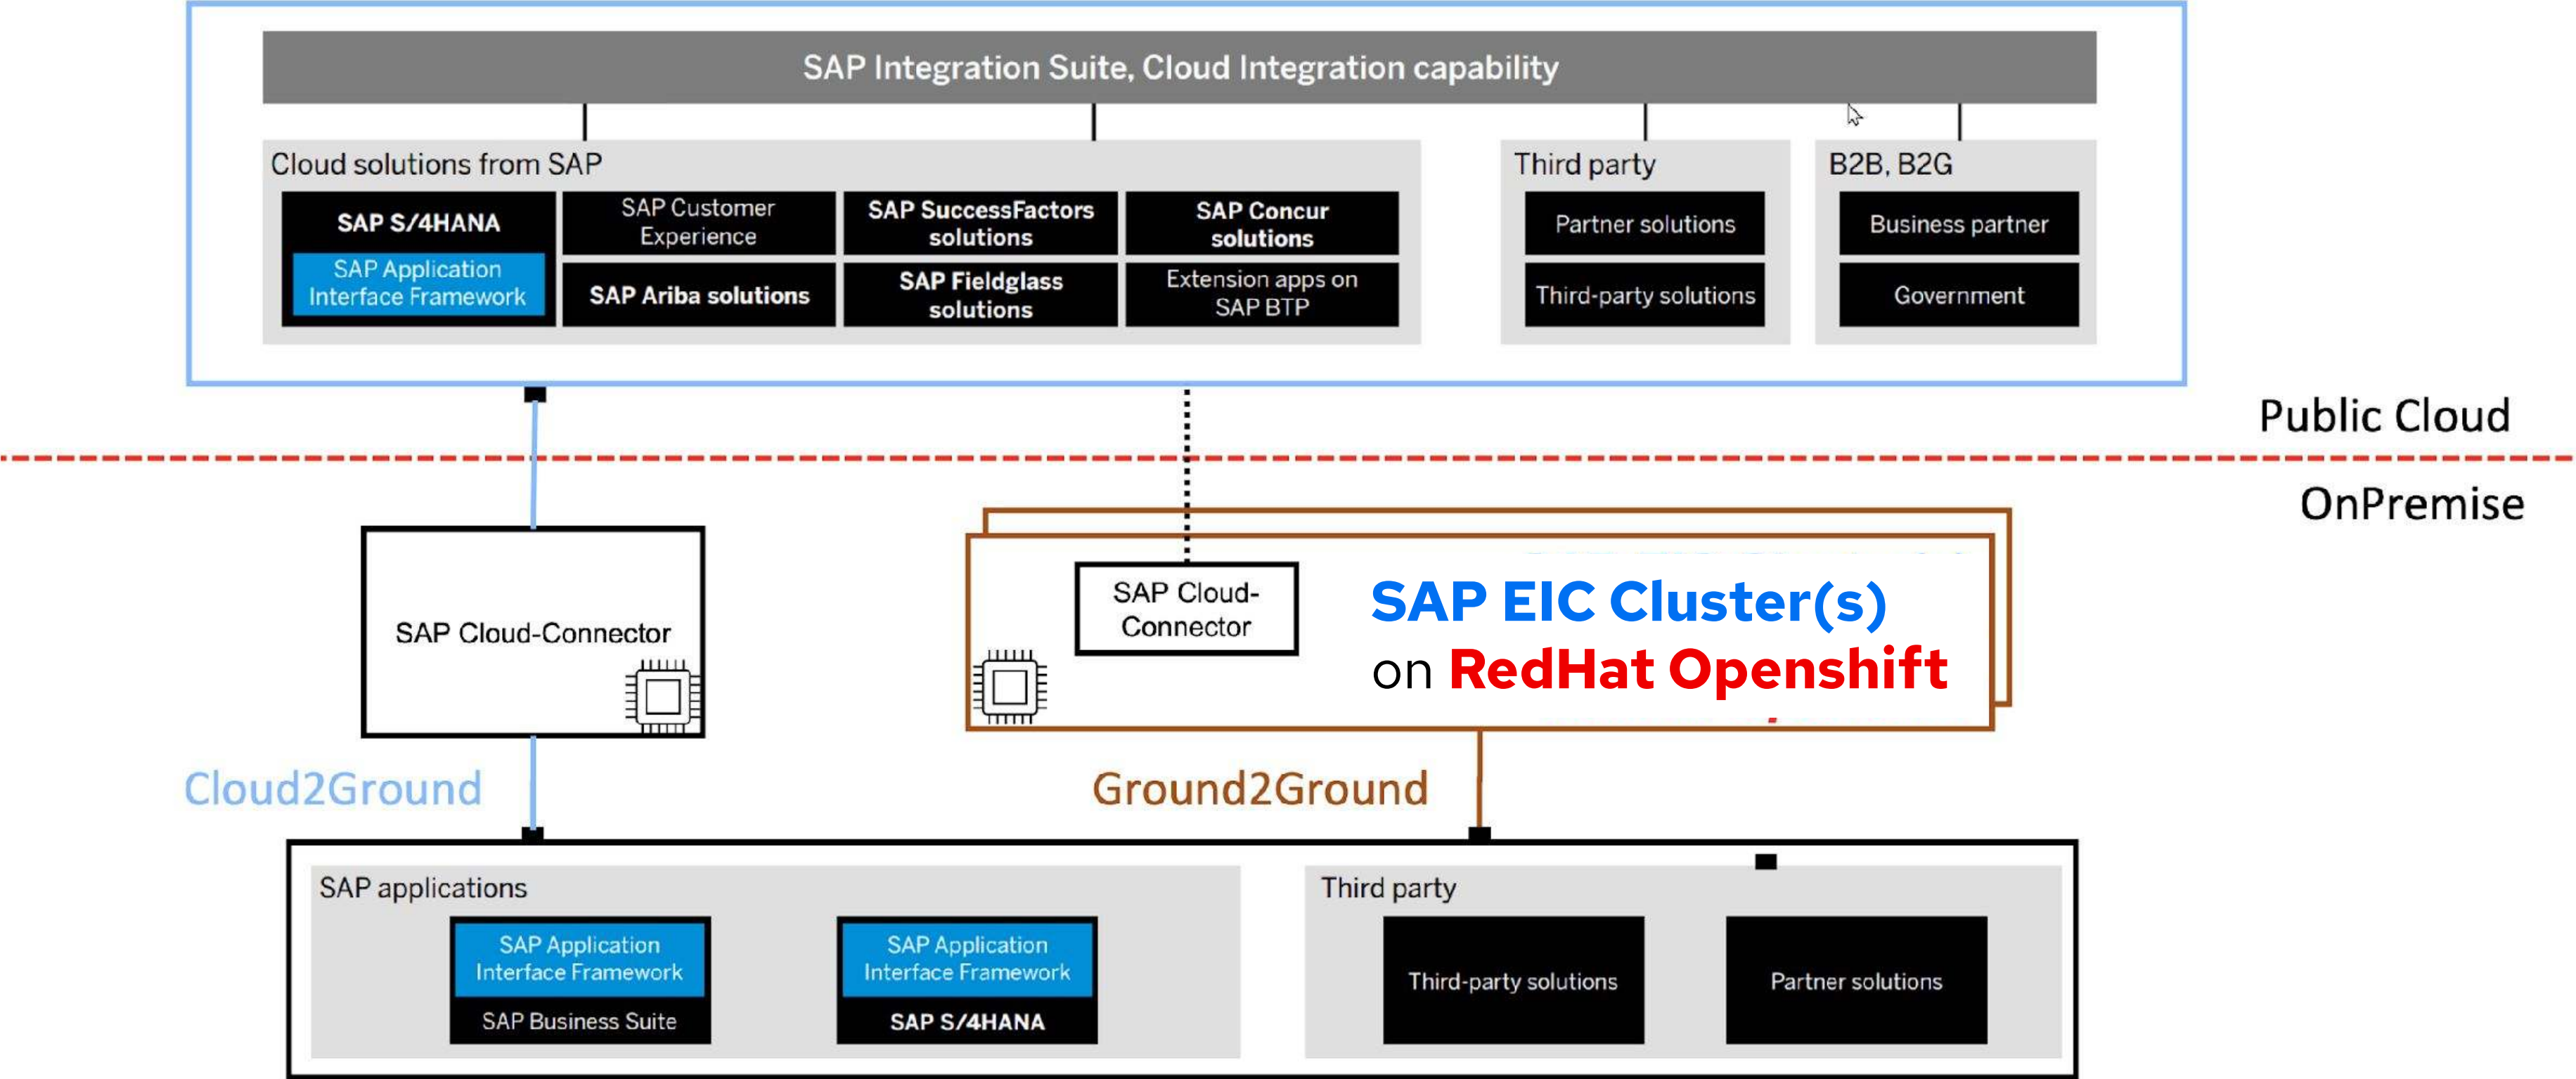 SAP Integration Suite, Cloud Integration capability
Cloud solutions from SAP
SAP S/4HANA
SAP Application
Interface Framework
SAP Customer
Experience
SAP Ariba solutions
SAP SuccessFactors
solutions
SAP Fieldglass
solutions
SAP Concur
solutions
Extension apps on
SAP BTP
Third party
Partner solutions
Third-party solutions
B2B, B2G
Business partner
Government
Public Cloud
OnPremise
SAP Cloud-Connector
SAP Cloud-
Connector
SAP EIC Cluster(s)
on RedHat Openshift
Cloud2Ground
Ground2Ground
SAP applications
SAP Application
Interface Framework
SAP Business Suite
SAP Application
Interface Framework
SAP S/4HANA
Third party
Third-party solutions
Partner solutions